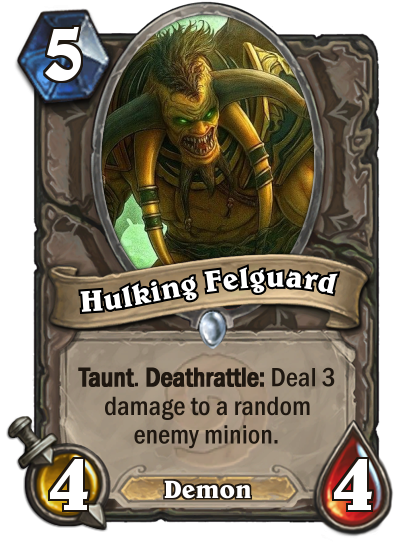 5
Hulking Felguard
Taunt. Deathrattle: Deal 3
damage to a random
enemy minion.
4
Demon
4